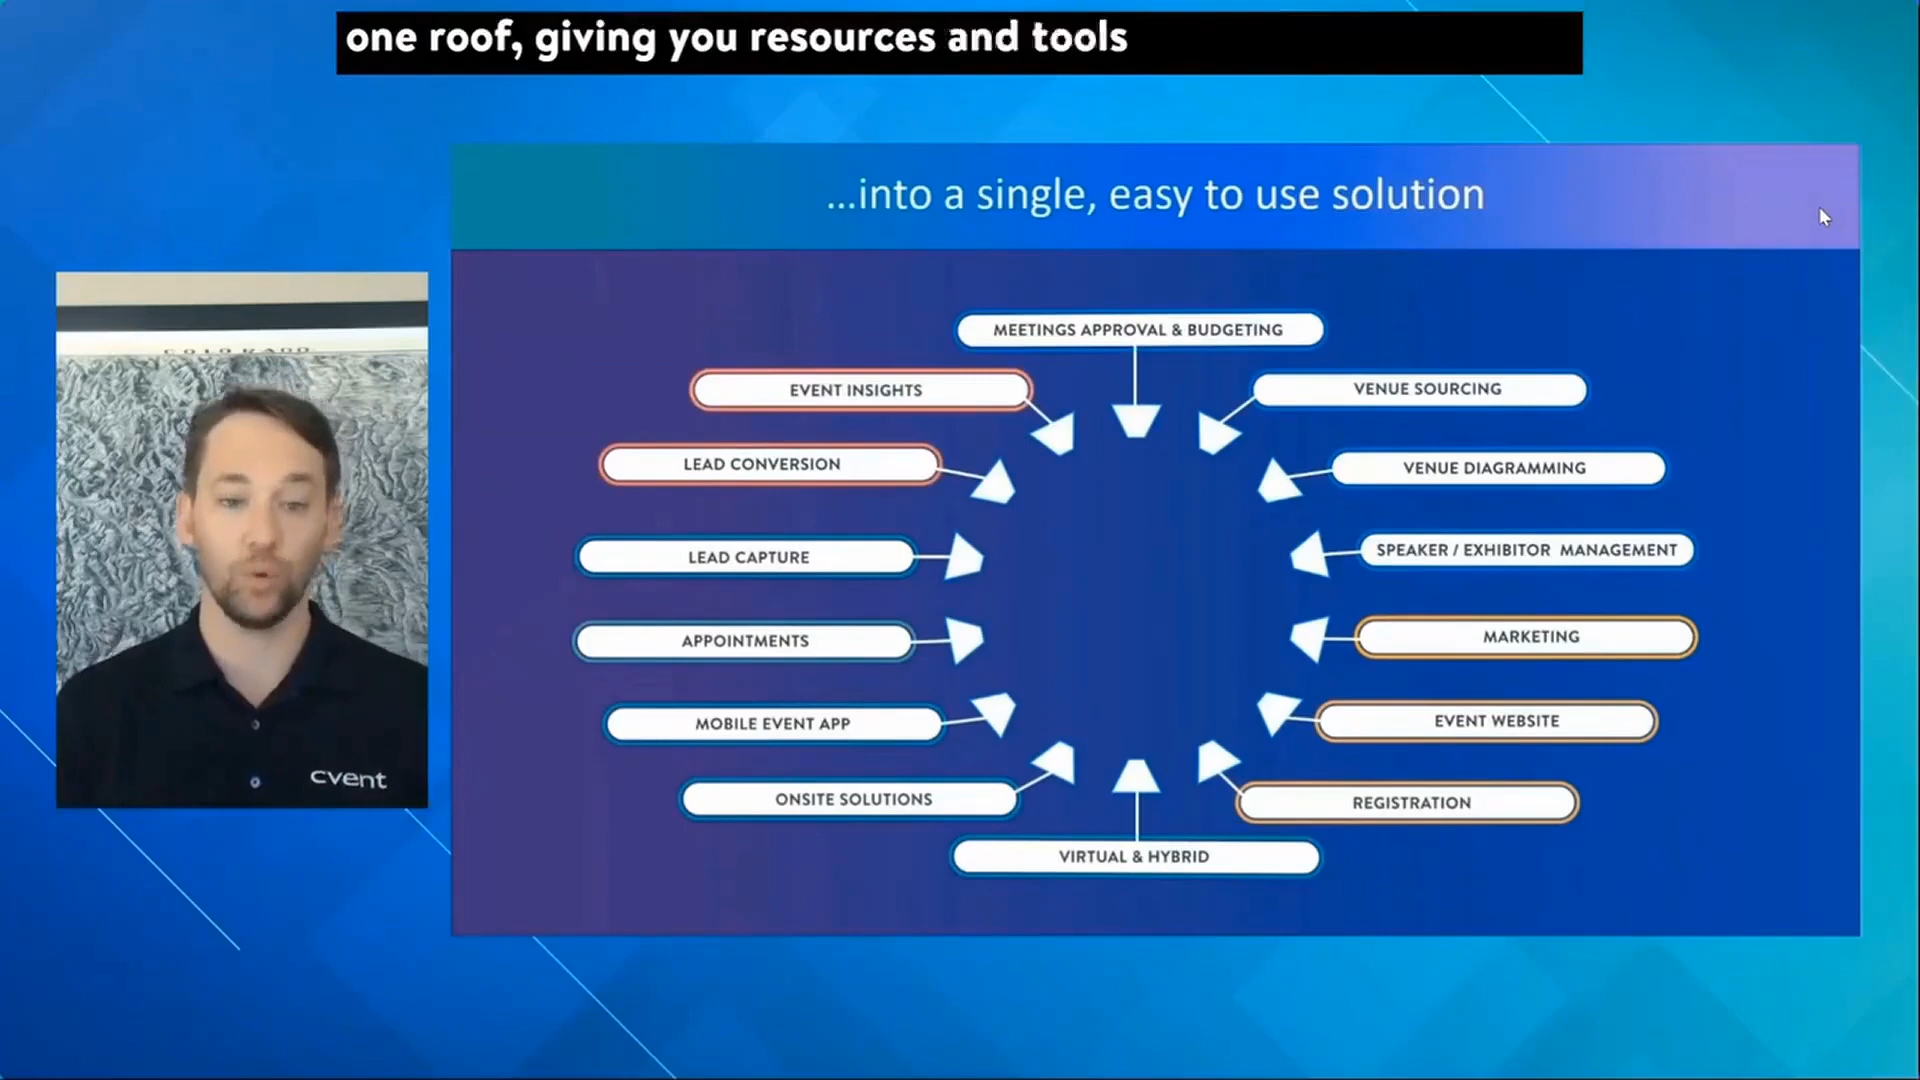 one roof, giving you resources and tools
...into a single, easy to use solution
MEETINGS APPROVAL & BUDGETING
EVENT INSIGHTS
VENUE SOURCING
LEAD CONVERSION
VENUE DIAGRAMMING
LEAD CAPTURE
SPEAKER / EXHIBITOR MANAGEMENT
APPOINTMENTS
MARKETING
MOBILE EVENT APP
EVENT WEBSITE
ONSITE SOLUTIONS
REGISTRATION
VIRTUAL & HYBRID
COLORADO
cvent